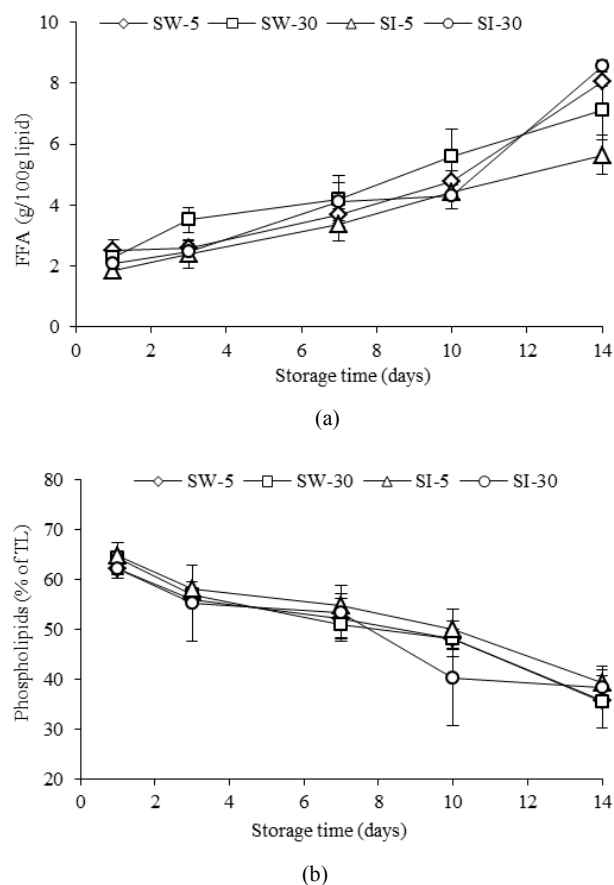 SW-5 SW-30 SI-5 SI-30
10
8
6
4
2
0
FFA (g/100g lipid)
0 2 4 6 8 10 12 14
Storage time (days)
(a)
SW-5 SW-30 SI-5 SI-30
80
70
60
50
40
30
20
Phospholipids (% of TL)
0 2 4 6 8 10 12 14
Storage time (days)
(b)